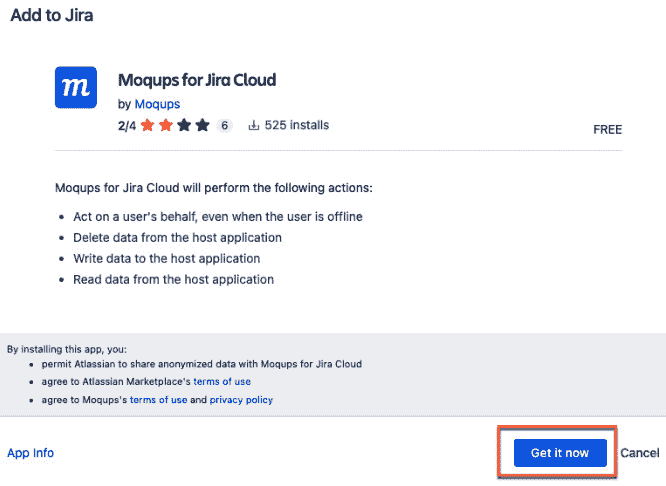 Add to Jira
m
Moqups for Jira Cloud
by Moqups
2/4 6 525 installs
FREE
Moqups for Jira Cloud will perform the following actions:
• Act on a user's behalf, even when the user is offline
• Delete data from the host application
• Write data to the host application
• Read data from the host application
By installing this app, you:
• permit Atlassian to share anonymized data with Moqups for Jira Cloud
• agree to Atlassian Marketplace's terms of use
• agree to Moqups's terms of use and privacy policy
App Info Get it now Cancel